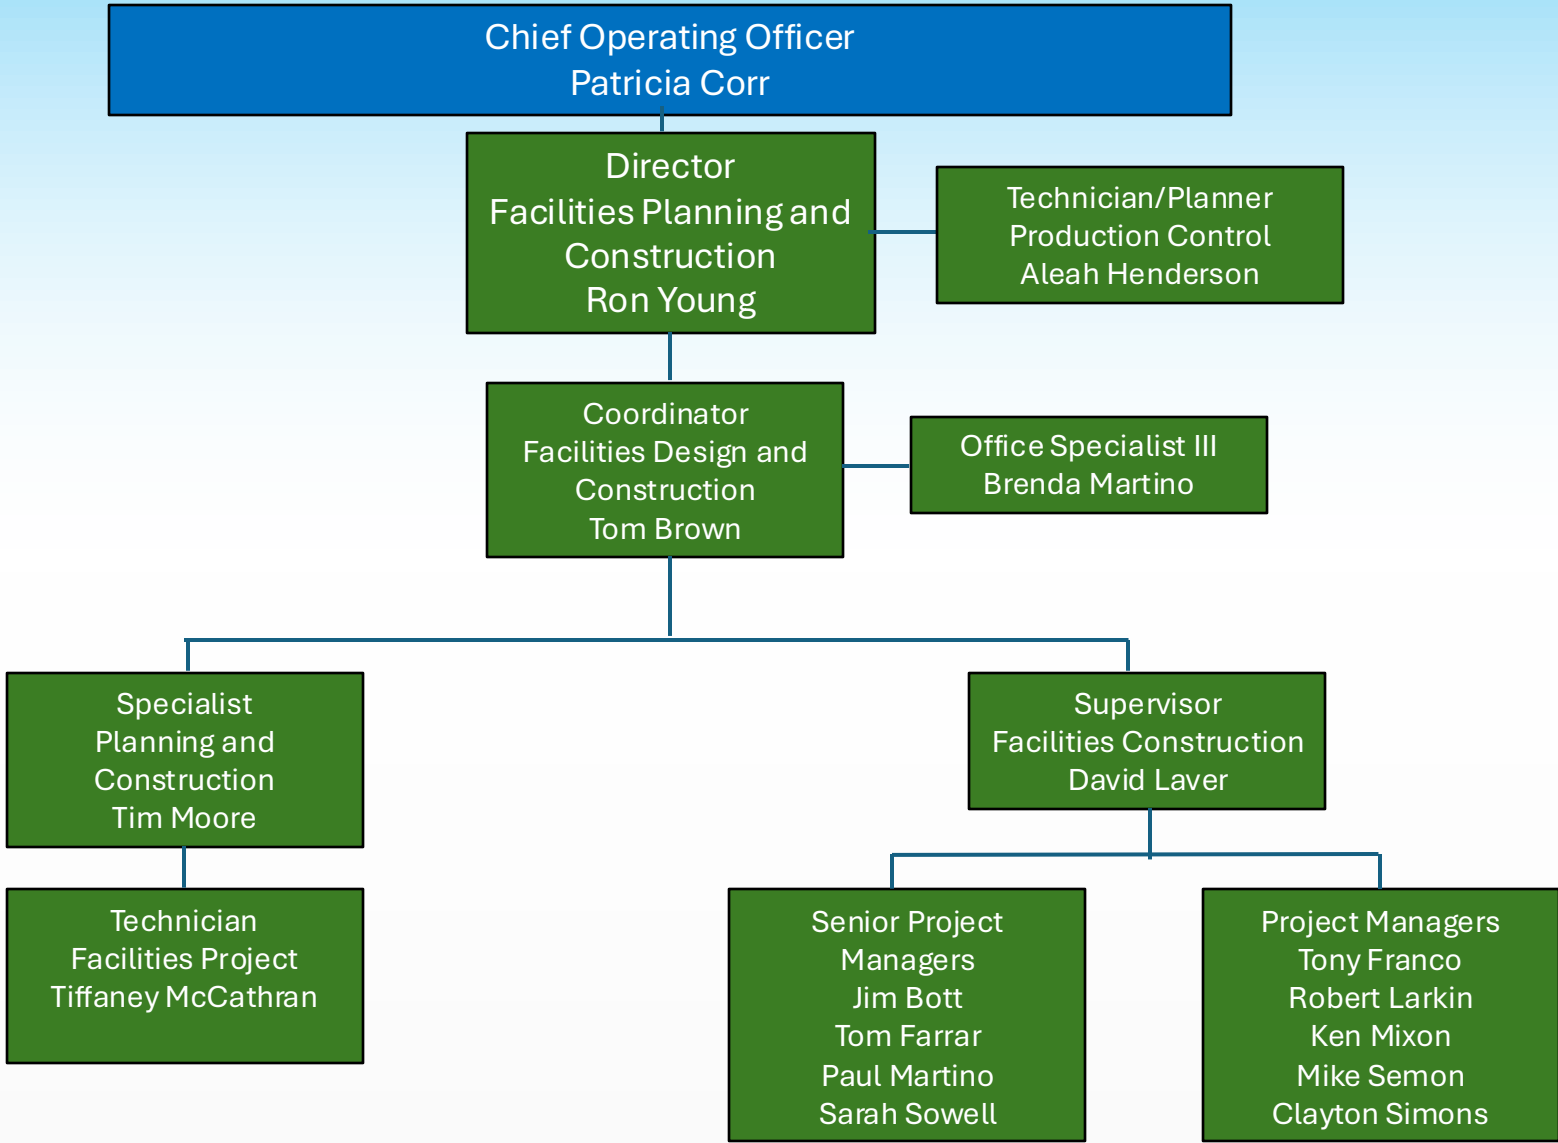 Chief Operating Officer
Patricia Corr
Director
Facilities Planning and
Construction
Ron Young
Technician/Planner
Production Control
Aleah Henderson
Coordinator
Facilities Design and
Construction
Tom Brown
Office Specialist III
Brenda Martino
Specialist
Planning and
Construction
Tim Moore
Supervisor
Facilities Construction
David Laver
Technician
Facilities Project
Tiffaney McCathran
Senior Project
Managers
Jim Bott
Tom Farrar
Paul Martino
Sarah Sowell
Project Managers
Tony Franco
Robert Larkin
Ken Mixon
Mike Semon
Clayton Simons